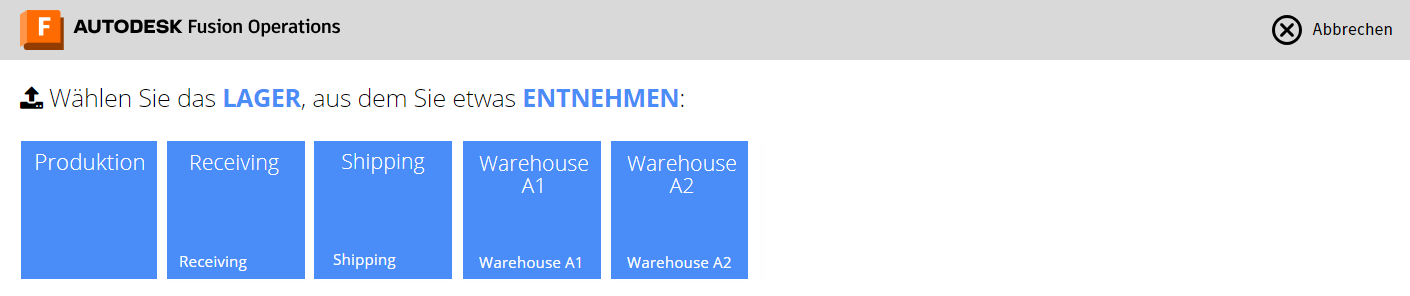 F AUTODESK Fusion Operations
Abbrechen
Wählen Sie das LAGER, aus dem Sie etwas ENTNEHMEN:
Produktion
Receiving
Receiving
Shipping
Shipping
Warehouse
A1
Warehouse A1
Warehouse
A2
Warehouse A2